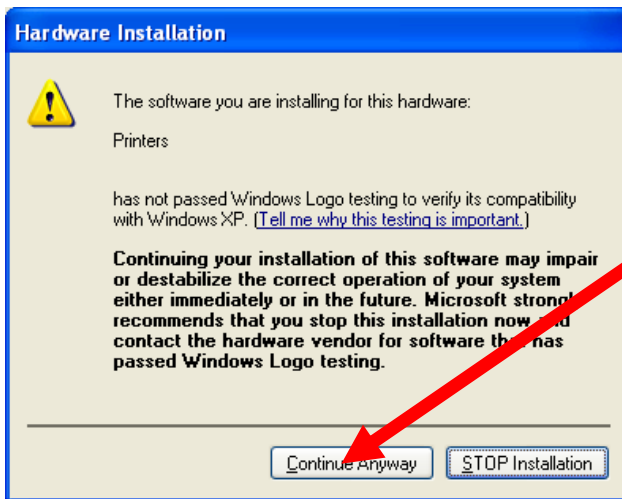 Hardware Installation
The software you are installing for this hardware:
Printers
has not passed Windows Logo testing to verify its compatibility
with Windows XP. (Tell me why this testing is important.)
Continuing your installation of this software may impair
or destabilize the correct operation of your system
either immediately or in the future. Microsoft strongly
recommends that you stop this installation now and
contact the hardware vendor for software that has
passed Windows Logo testing.
Continue Anyway
STOP Installation